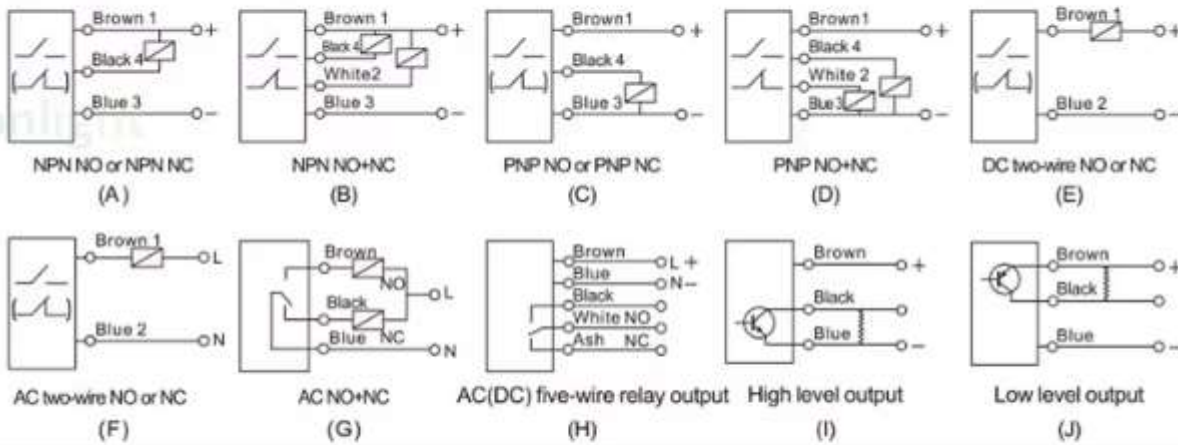 Brown 1
+
Black 4
Blue 3
−
NPN NO or NPN NC
(A)
Brown 1
+
Black 4
White2
Blue 3
−
NPN NO+NC
(B)
Brown1
+
Black 4
Blue 3
−
PNP NO or PNP NC
(C)
Brown1
+
Black 4
White 2
Blue3
−
PNP NO+NC
(D)
Brown 1
+
Blue 2
−
DC two-wire NO or NC
(E)
Brown 1
L
Blue 2
N
AC two-wire NO or NC
(F)
Brown
NO
L
Black
NC
Blue
N
AC NO+NC
(G)
Brown
L +
Blue
N−
Black
White NO
Ash NC
AC(DC) five-wire relay output
(H)
Brown
+
Black
Blue
−
High level output
(I)
Brown
+
Black
Blue
−
Low level output
(J)